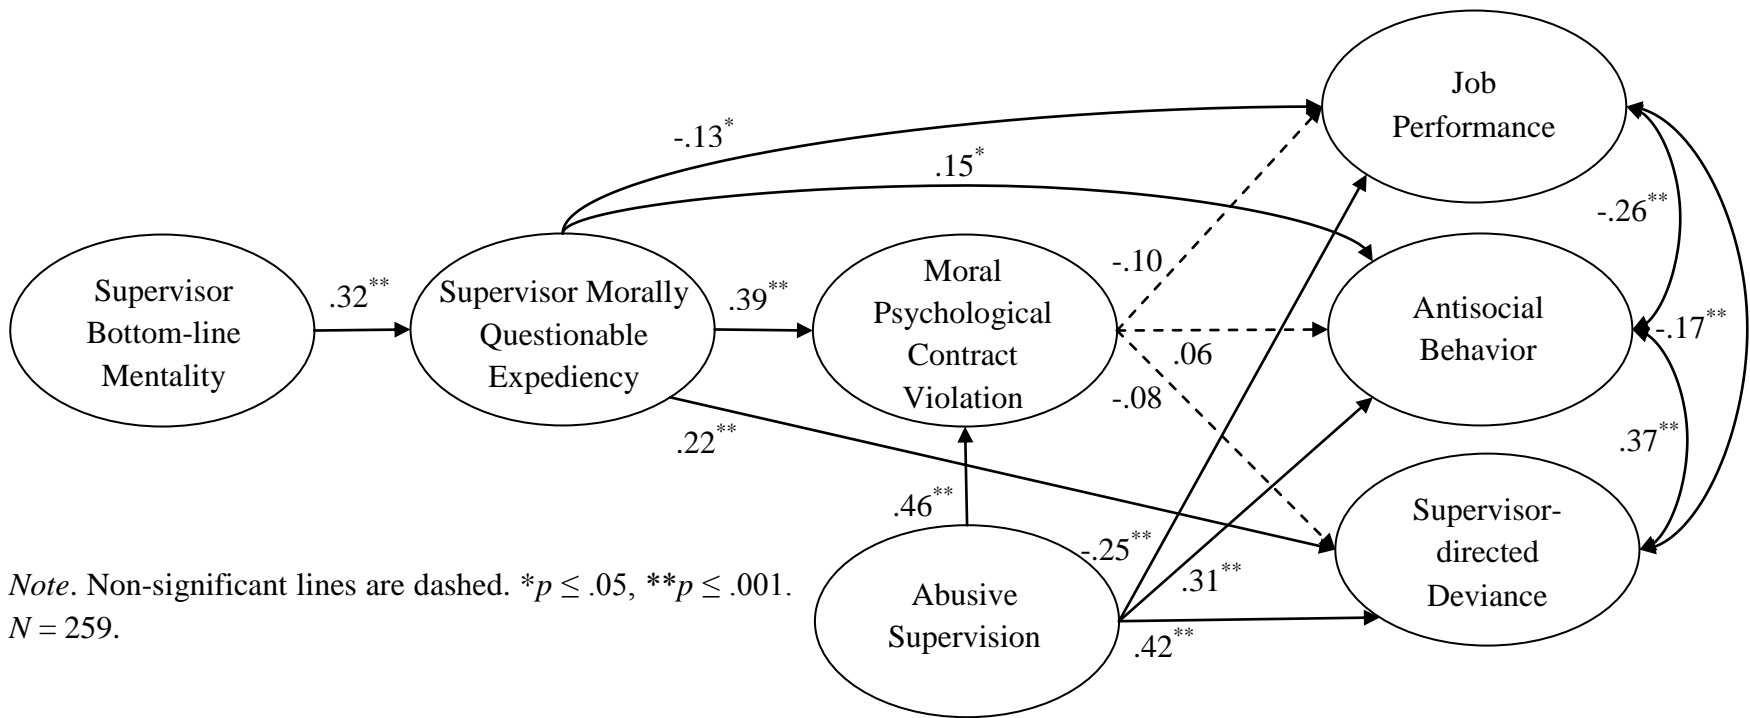 Job
Performance
-.13*
.15*
-.26**
Supervisor
Bottom-line
Mentality
.32**
Supervisor Morally
Questionable
Expediency
.39**
Moral
Psychological
Contract
Violation
-.10
.06
-.08
Antisocial
Behavior
-.17**
.22**
.37**
.46**
Supervisor-
directed
Deviance
-.25**
.31**
.42**
Abusive
Supervision
Note. Non-significant lines are dashed. *p ≤ .05, **p ≤ .001.
N = 259.